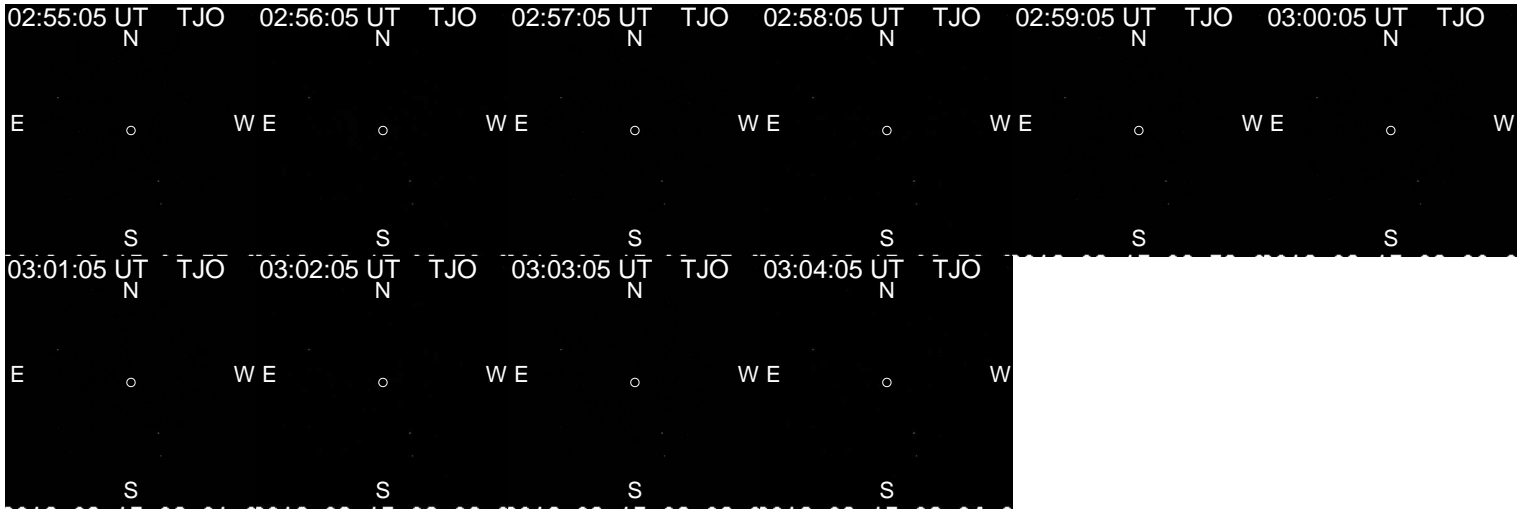 02:55:05 UT TJO 02:56:05 UT TJO 02:57:05 UT TJO 02:58:05 UT TJO 02:59:05 UT TJO 03:00:05 UT TJO
N N N N N N
E W E W E W E W E W E W
S S S S S S
03:01:05 UT TJO 03:02:05 UT TJO 03:03:05 UT TJO 03:04:05 UT TJO
N N N N
E W E W E W E W
S S S S